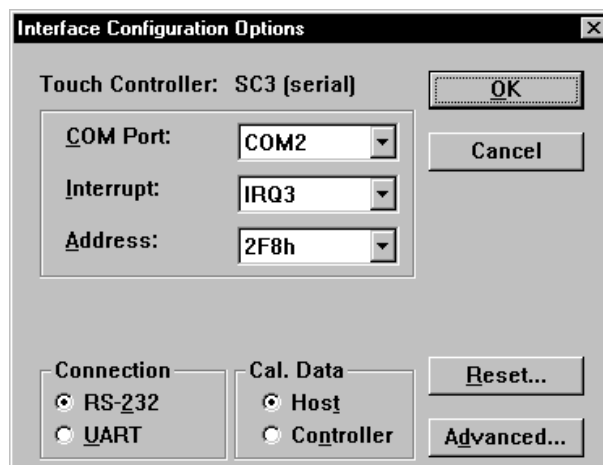 Interface Configuration Options
Touch Controller: SC3 (serial)
OK
COM Port: COM2
Cancel
Interrupt: IRQ3
Address: 2F8h
Connection
RS-232
UART
Cal. Data
Host
Controller
Reset...
Advanced...